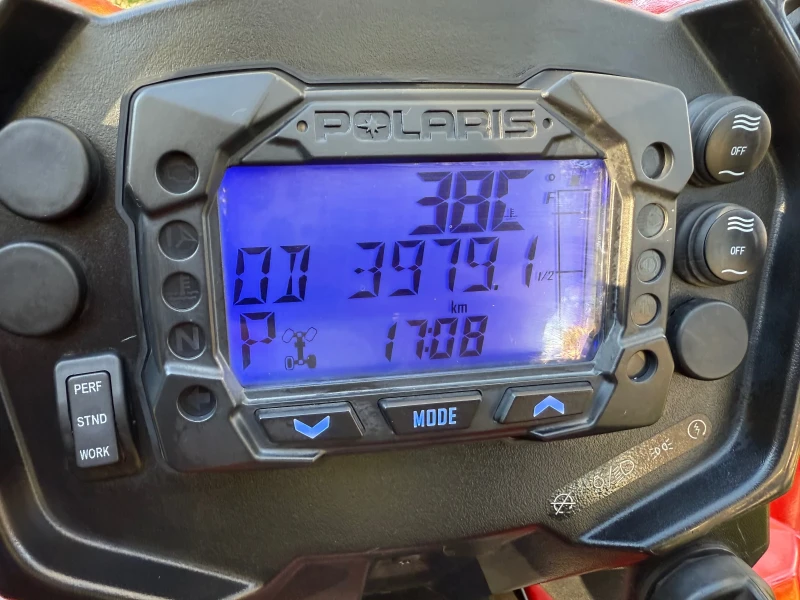 POLARIS
38C
F
OD 3979.1
1/2
km
P 17:08
N
PERF
STND
WORK
MODE
OFF
OFF